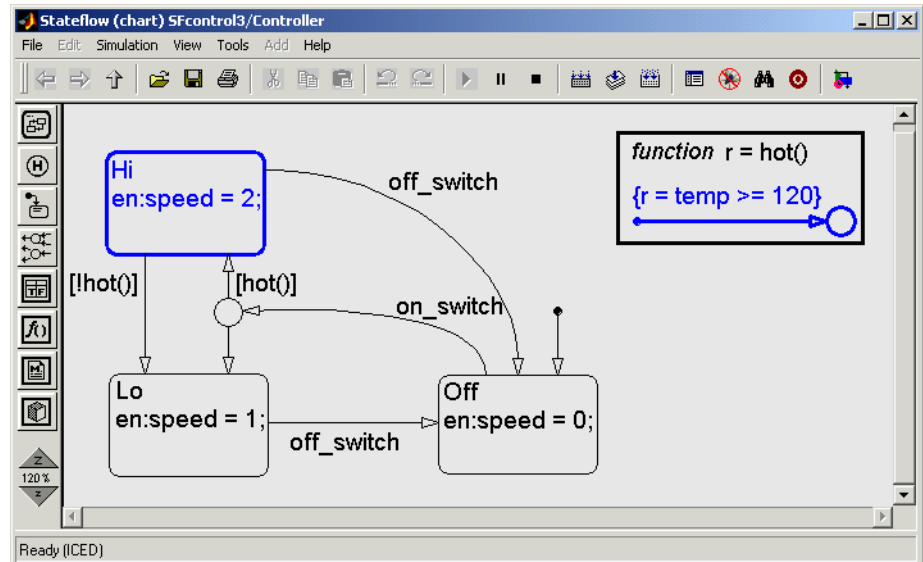 Stateflow (chart) SFcontrol3/Controller
File Edit Simulation View Tools Add Help
function r = hot()
{r = temp >= 120}
Hi
en:speed = 2;
off_switch
[!hot()]
[hot()]
on_switch
Lo
en:speed = 1;
off_switch
Off
en:speed = 0;
H
TF
f()
M
Z
120%
z
Ready (ICED)